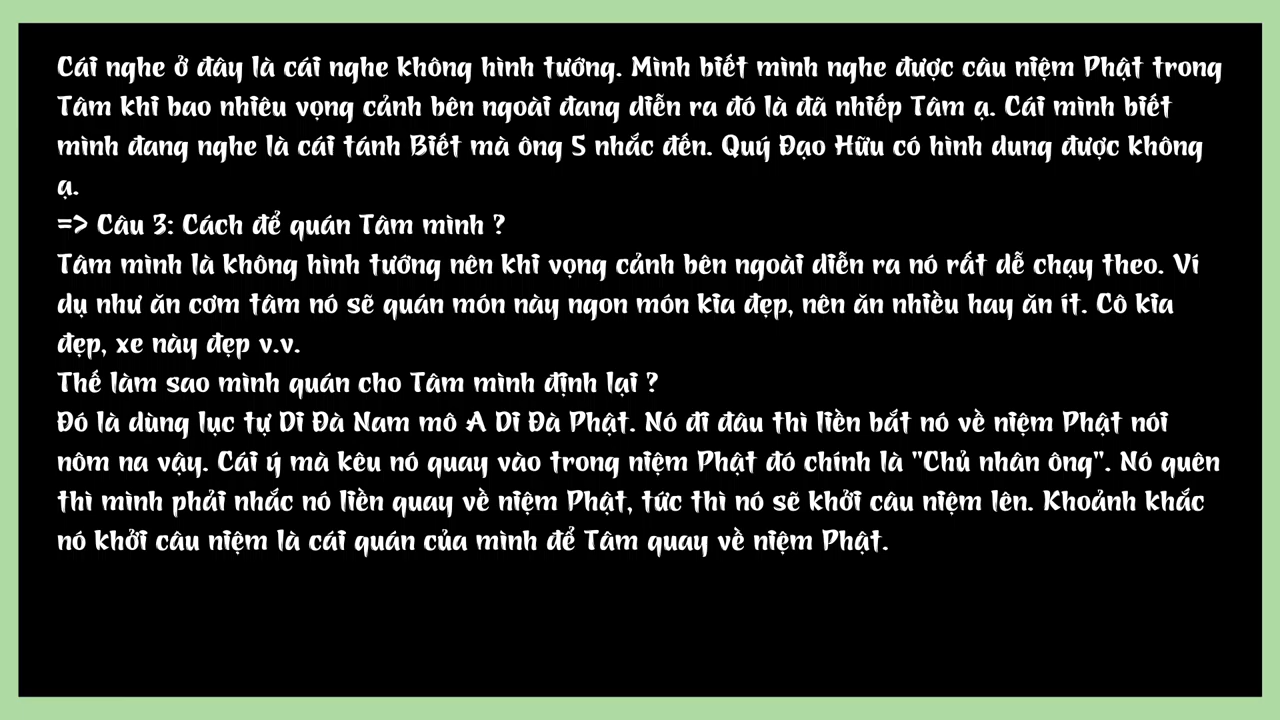 Cái nghe ở đây là cái nghe không hình tướng. Mình biết mình nghe được câu niệm Phật trong
Tâm khi bao nhiêu vọng cảnh bên ngoài đang diễn ra đó là đã nhiếp Tâm ạ. Cái mình biết
mình đang nghe là cái tánh Biết mà ông 5 nhắc đến. Quý Đạo Hữu có hình dung được không
ạ.
=> Câu 3: Cách để quán Tâm mình ?
Tâm mình là không hình tướng nên khi vọng cảnh bên ngoài diễn ra nó rất dễ chạy theo. Ví
dụ như ăn cơm tâm nó sẽ quán món này ngon món kia đẹp, nên ăn nhiều hay ăn ít. Cô kia
đẹp, xe này đẹp v.v.
Thế làm sao mình quán cho Tâm mình định lại ?
Đó là dùng lục tự Di Đà Nam mô A Di Đà Phật. Nó đi đâu thì liền bắt nó về niệm Phật nói
nôm na vậy. Cái ý mà kêu nó quay vào trong niệm Phật đó chính là "Chủ nhân ông". Nó quên
thì mình phải nhắc nó liền quay về niệm Phật, tức thì nó sẽ khởi câu niệm lên. Khoảnh khắc
nó khởi câu niệm là cái quán của mình để Tâm quay về niệm Phật.